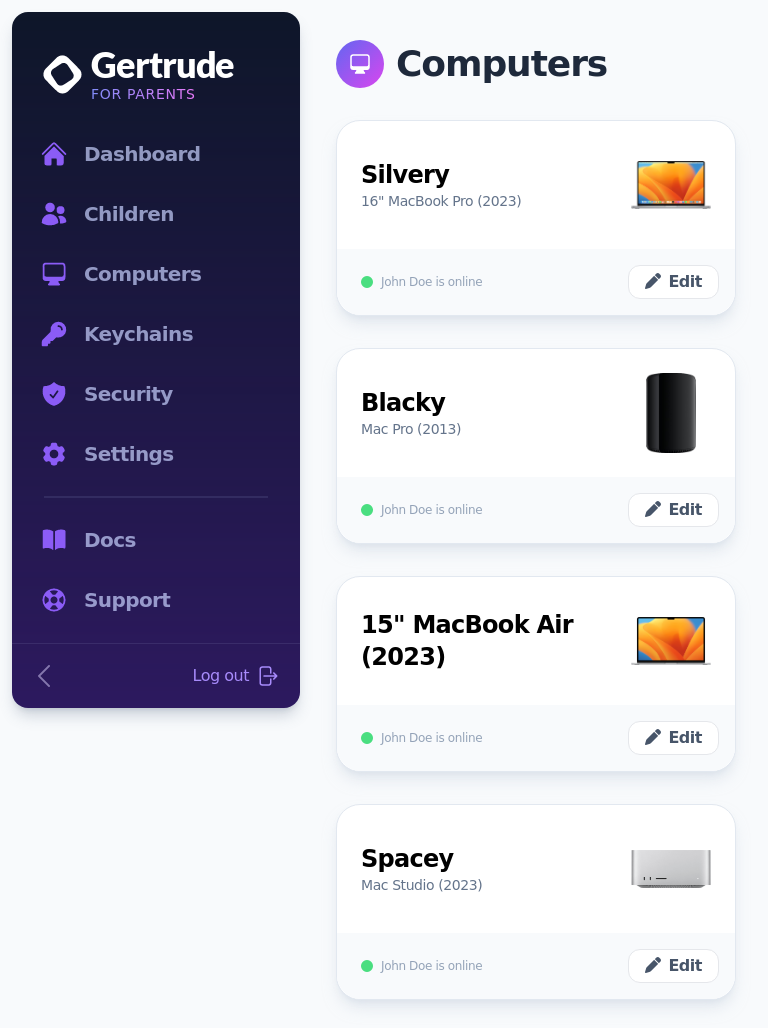 Gertrude
FOR PARENTS
Dashboard
Children
Computers
Keychains
Security
Settings
Docs
Support
Log out
Computers
Silvery
16" MacBook Pro (2023)
John Doe is online
Edit
Blacky
Mac Pro (2013)
John Doe is online
Edit
15" MacBook Air
(2023)
John Doe is online
Edit
Spacey
Mac Studio (2023)
John Doe is online
Edit